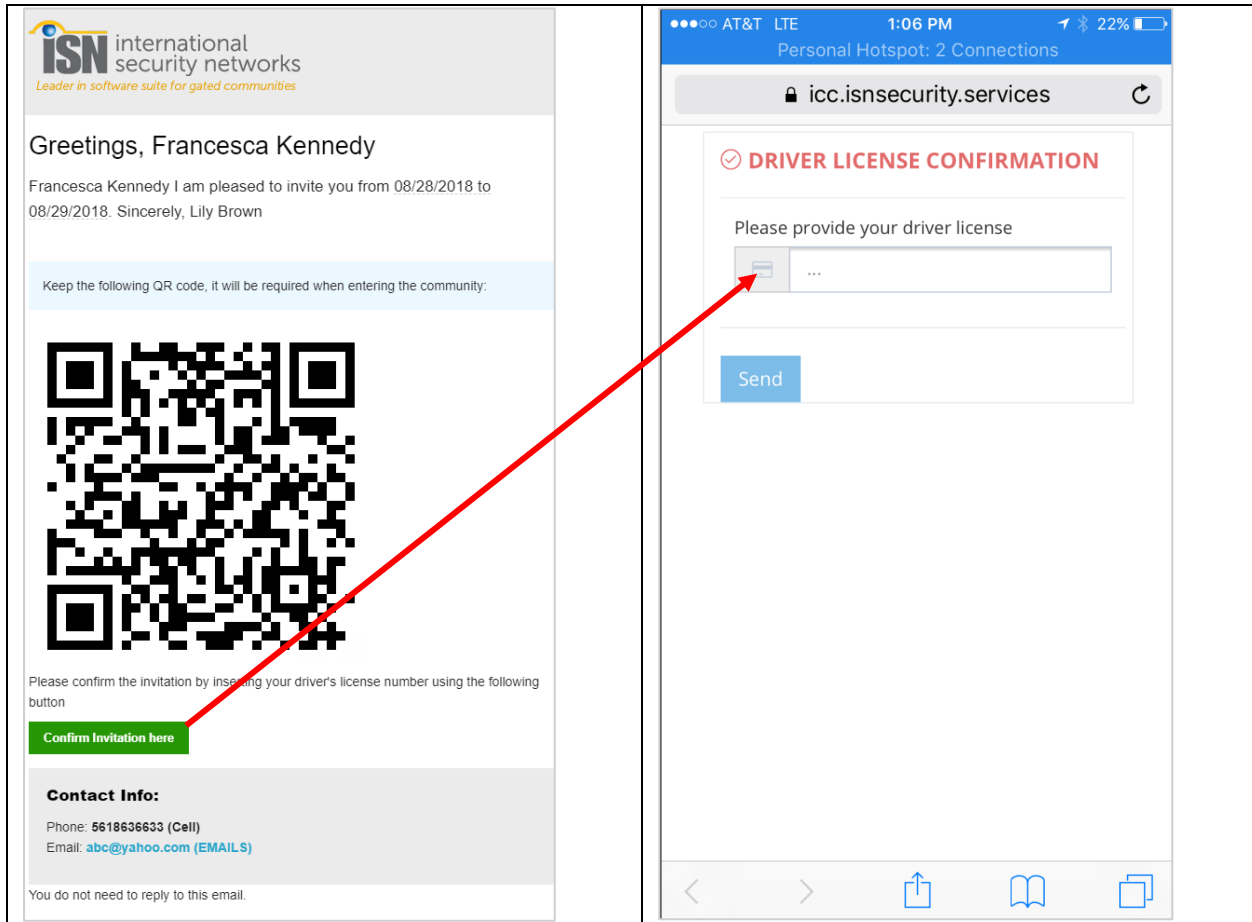 iSN international
security networks
Leader in software suite for gated communities
Greetings, Francesca Kennedy
Francesca Kennedy I am pleased to invite you from 08/28/2018 to
08/29/2018. Sincerely, Lily Brown
Keep the following QR code, it will be required when entering the community:
Please confirm the invitation by inserting your driver's license number using the following
button
Confirm Invitation here
Contact Info:
Phone: 5618636633 (Cell)
Email: abc@yahoo.com (EMAILS)
You do not need to reply to this email.
AT&T LTE 1:06 PM 22%
Personal Hotspot: 2 Connections
icc.isnsecurity.services
DRIVER LICENSE CONFIRMATION
Please provide your driver license
...
Send